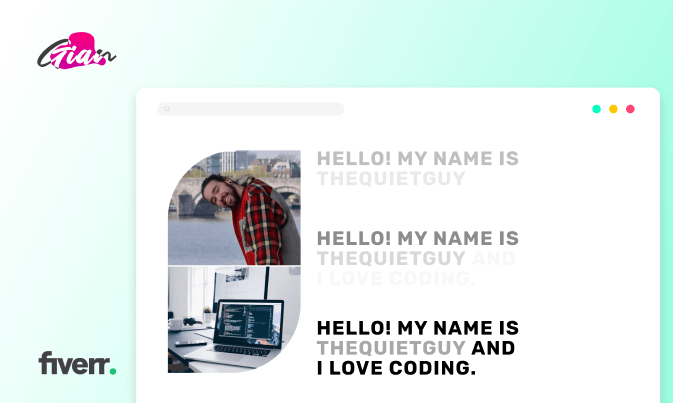 Gian
HELLO! MY NAME IS
THEQUIETGUY
HELLO! MY NAME IS
THEQUIETGUY AND
I LOVE CODING.
HELLO! MY NAME IS
THEQUIETGUY AND
I LOVE CODING.
fiverr.